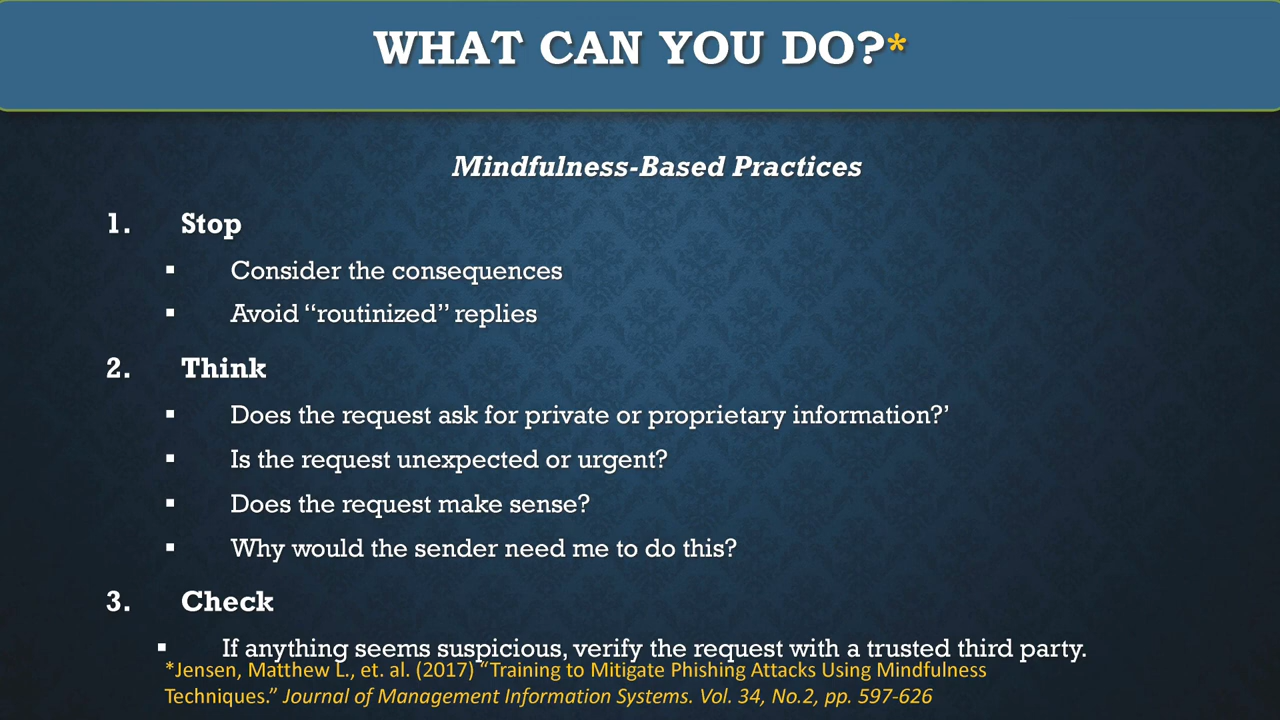 WHAT CAN YOU DO?*
Mindfulness-Based Practices
1. Stop
▪ Consider the consequences
▪ Avoid “routinized” replies
2. Think
▪ Does the request ask for private or proprietary information?’
▪ Is the request unexpected or urgent?
▪ Does the request make sense?
▪ Why would the sender need me to do this?
3. Check
▪ If anything seems suspicious, verify the request with a trusted third party.
*Jensen, Matthew L., et. al. (2017) “Training to Mitigate Phishing Attacks Using Mindfulness
Techniques.” Journal of Management Information Systems. Vol. 34, No.2, pp. 597-626